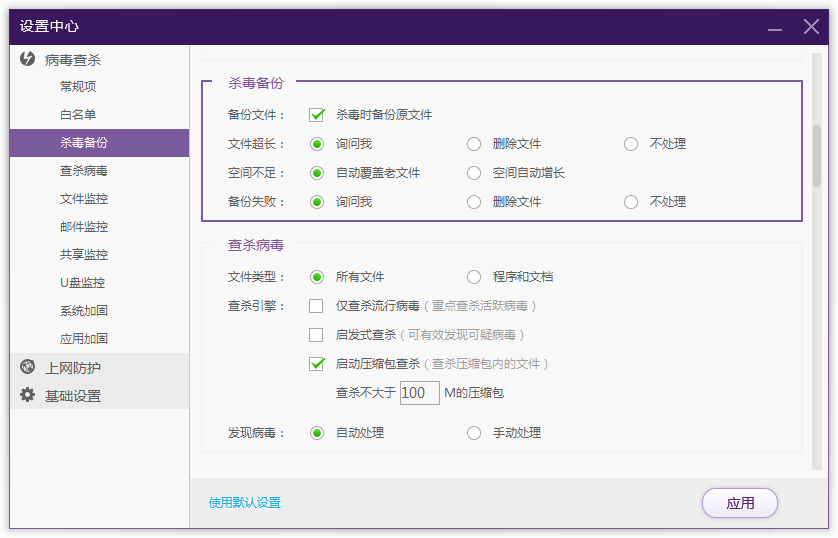 设置中心
病毒查杀
常规项
白名单
杀毒备份
查杀病毒
文件监控
邮件监控
共享监控
U盘监控
系统加固
应用加固
上网防护
基础设置
杀毒备份
备份文件： 杀毒时备份原文件
文件超长： 询问我 删除文件 不处理
空间不足： 自动覆盖老文件 空间自动增长
备份失败： 询问我 删除文件 不处理
查杀病毒
文件类型： 所有文件 程序和文档
查杀引擎： 仅查杀流行病毒（重点查杀活跃病毒）
启发式查杀（可有效发现可疑病毒）
启动压缩包查杀（查杀压缩包内的文件）
查杀不大于 100 M的压缩包
发现病毒： 自动处理 手动处理
使用默认设置 应用